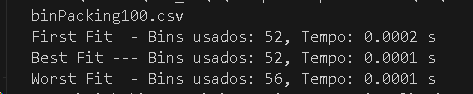 binPacking100.csv
First Fit  - Bins usados: 52, Tempo: 0.0002 s
Best Fit --- Bins usados: 52, Tempo: 0.0001 s
Worst Fit  - Bins usados: 56, Tempo: 0.0001 s